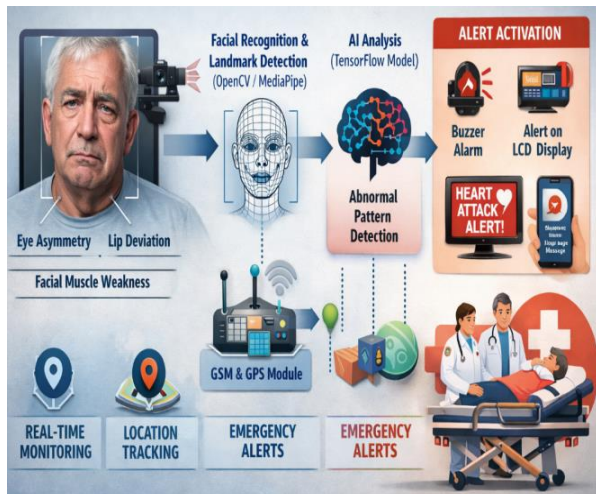 Facial Recognition &
Landmark Detection
(OpenCV / MediaPipe)
AI Analysis
(TensorFlow Model)
ALERT ACTIVATION
Buzzer
Alarm
Alert on
LCD Display
Eye Asymmetry
Lip Deviation
Facial Muscle Weakness
Abnormal
Pattern
Detection
HEART
ATTACK
ALERT!
Message
GSM & GPS Module
REAL-TIME
MONITORING
LOCATION
TRACKING
EMERGENCY
ALERTS
EMERGENCY
ALERTS